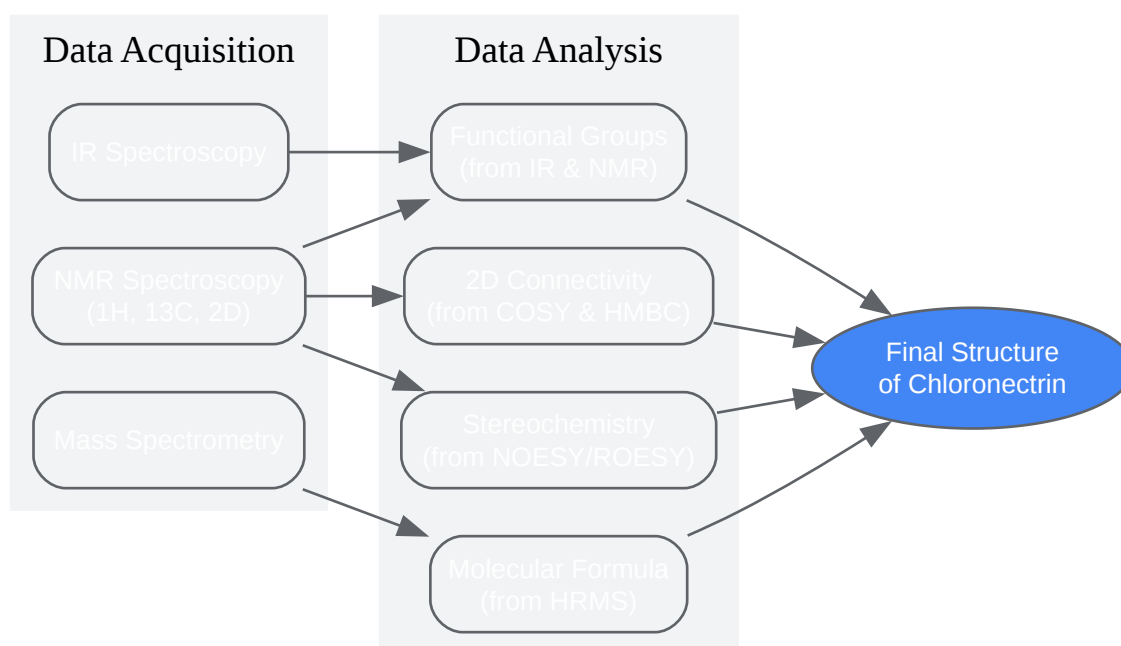 Data Acquisition
IR Spectroscopy
NMR Spectroscopy
(1H, 13C, 2D)
Mass Spectrometry
Data Analysis
Functional Groups
(from IR & NMR)
2D Connectivity
(from COSY & HMBC)
Stereochemistry
(from NOESY/ROESY)
Molecular Formula
(from HRMS)
Final Structure
of Chloronectrin